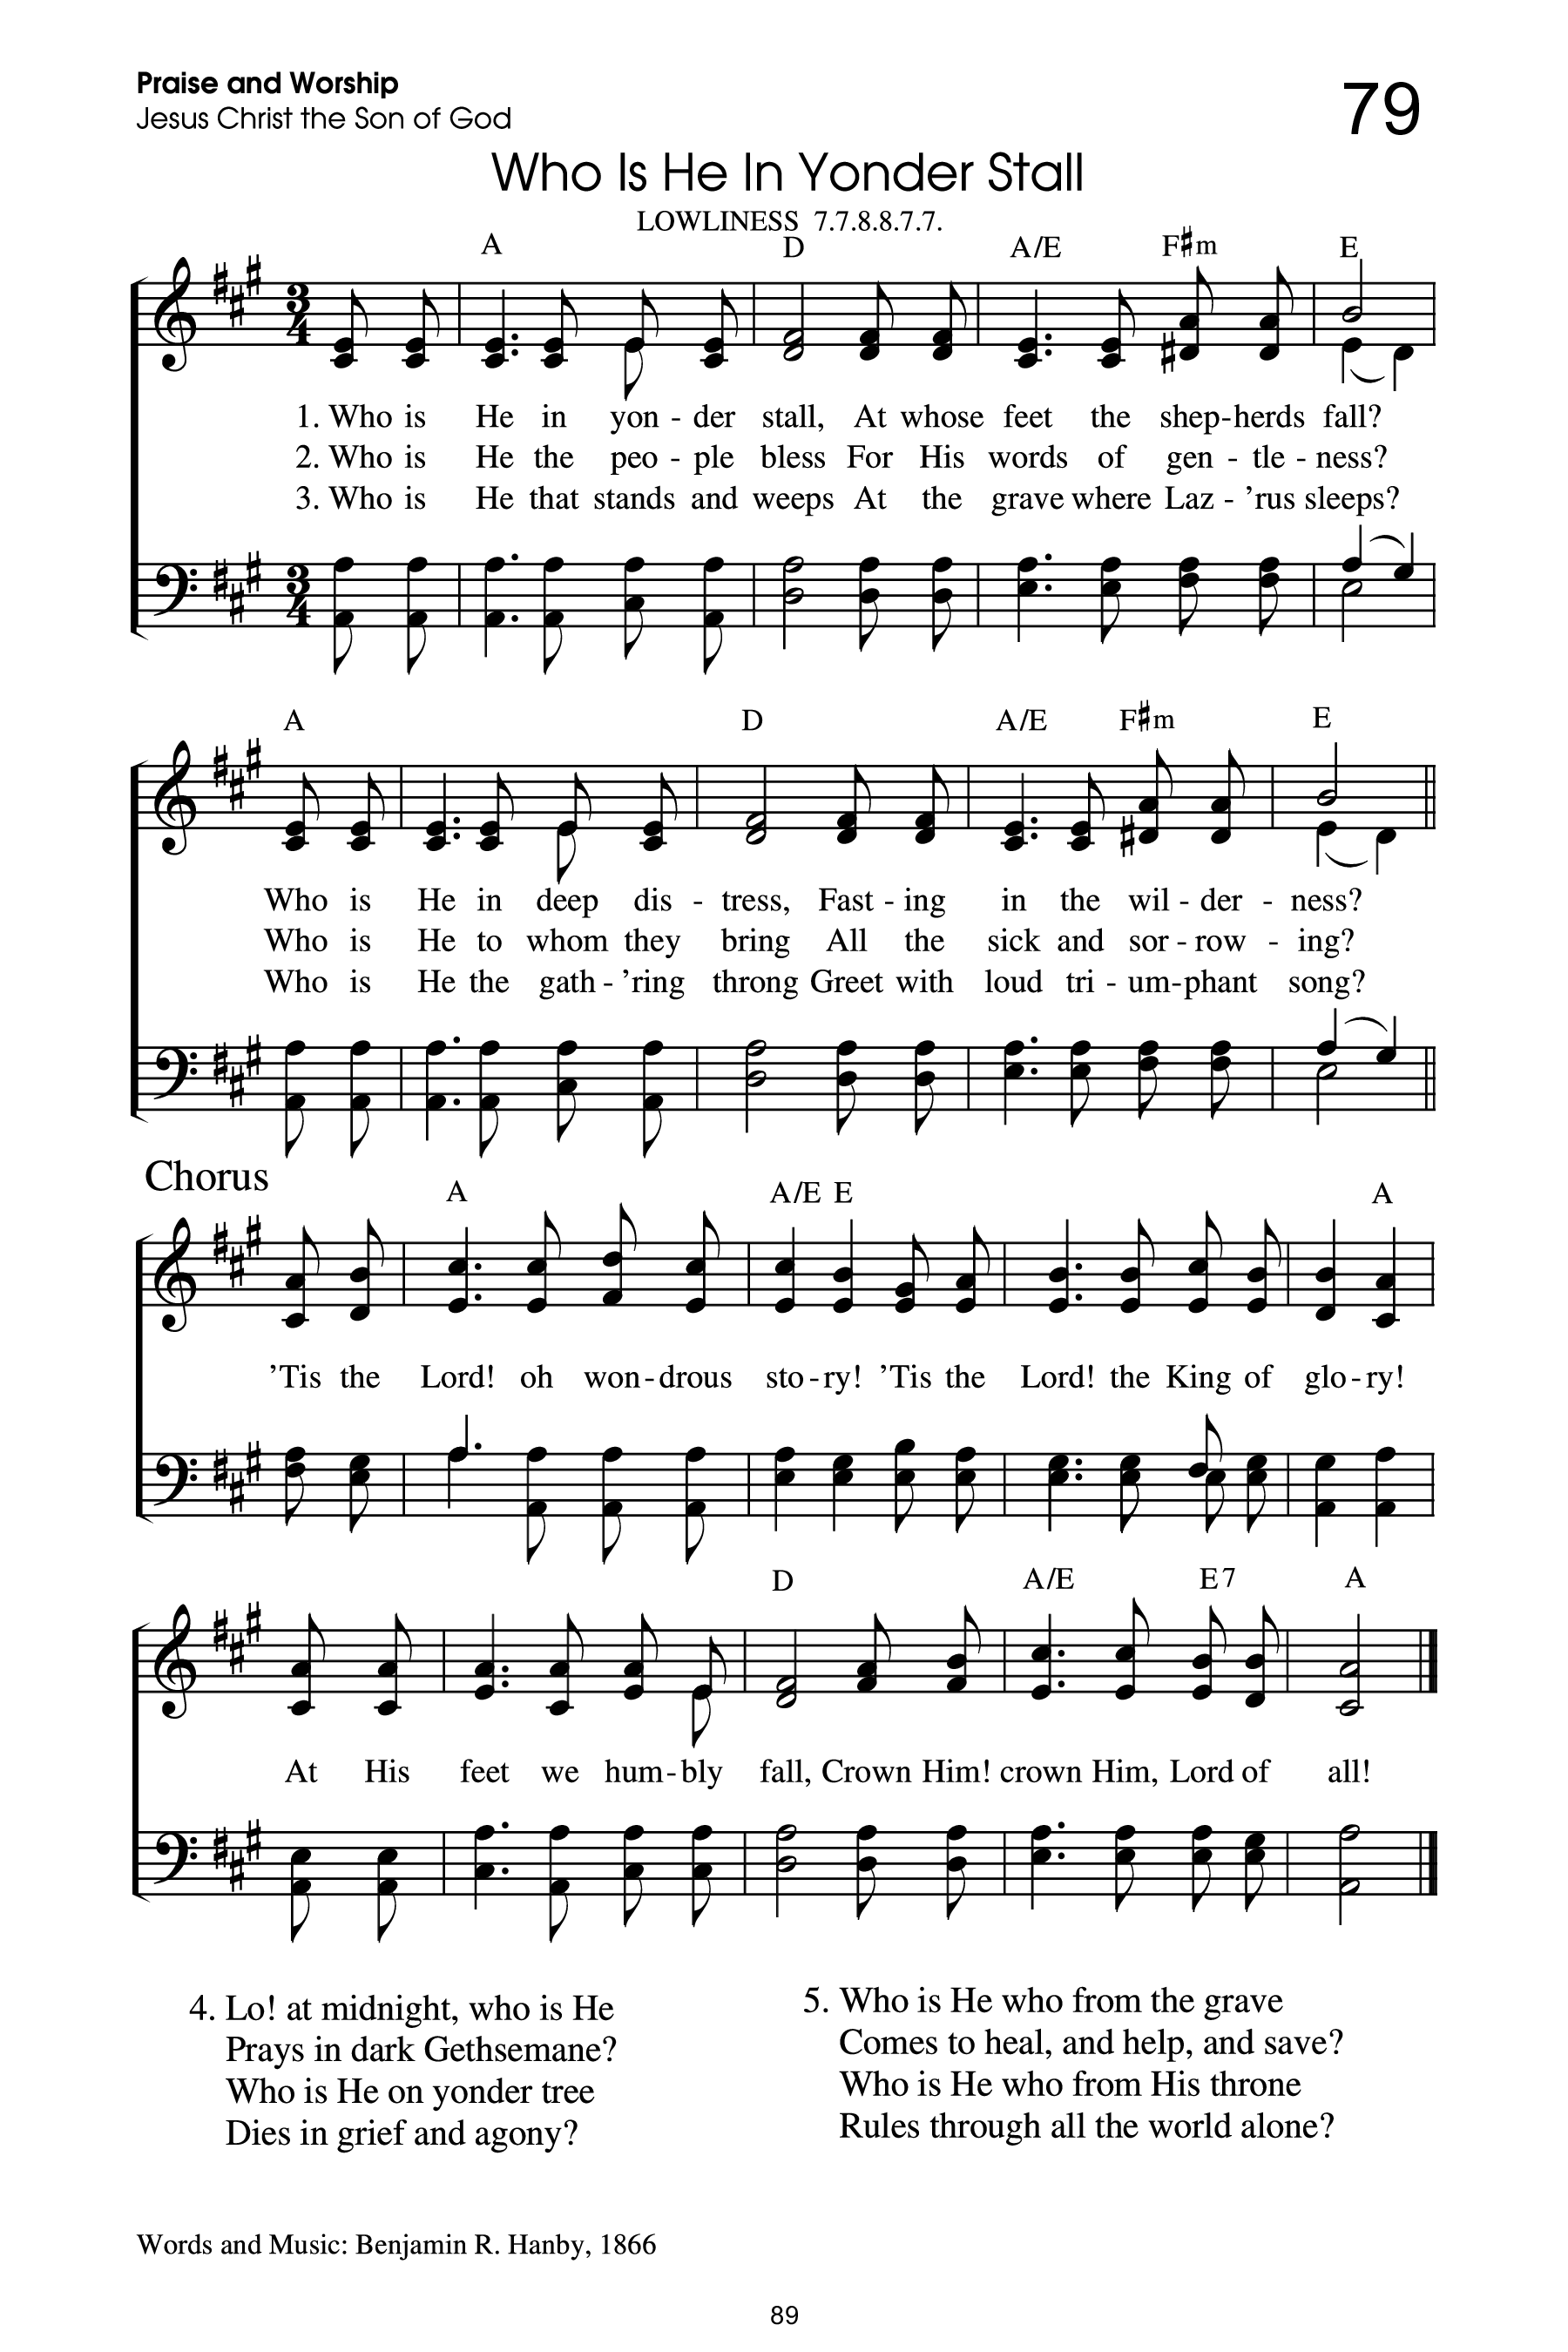 Praise and Worship
79
Jesus Christ the Son of God
Who Is He In Yonder Stall
LOWLINESS 7.7.8.8.7.7.
A D A/E F♯m E
1. Who is He in yon - der stall, At whose feet the shep-herds fall?
2. Who is He the peo - ple bless For His words of gen - tle - ness?
3. Who is He that stands and weeps At the grave where Laz - ’rus sleeps?
A D A/E F♯m E
Who is He in deep dis - tress, Fast - ing in the wil - der - ness?
Who is He to whom they bring All the sick and sor - row - ing?
Who is He the gath - ’ring throng Greet with loud tri - um-phant song?
Chorus
A A/E E A
’Tis the Lord! oh won-drous sto-ry! ’Tis the Lord! the King of glo-ry!
D A/E E7 A
At His feet we hum-bly fall, Crown Him! crown Him, Lord of all!
4. Lo! at midnight, who is He
Prays in dark Gethsemane?
Who is He on yonder tree
Dies in grief and agony?
5. Who is He who from the grave
Comes to heal, and help, and save?
Who is He who from His throne
Rules through all the world alone?
Words and Music: Benjamin R. Hanby, 1866
89